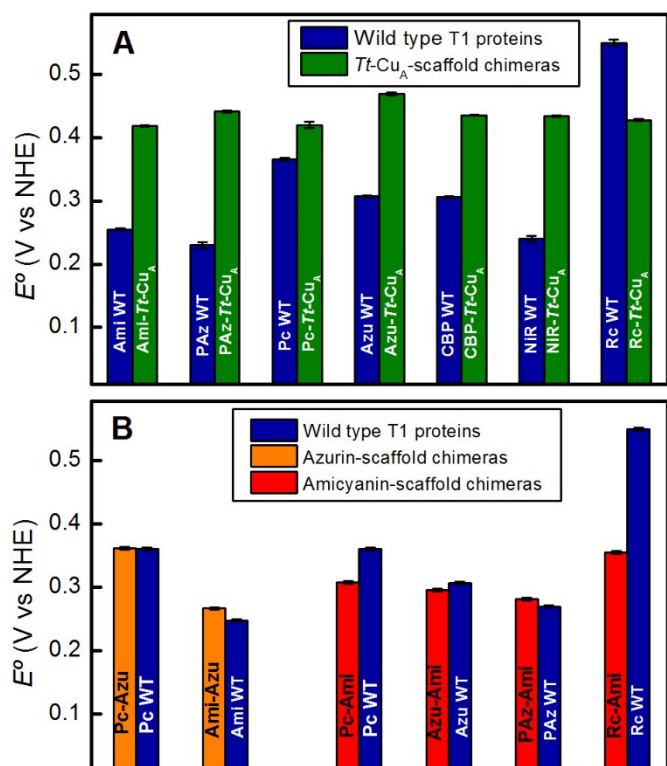 A
Wild type T1 proteins
Tt-CuA-scaffold chimeras
E° (V vs NHE)
0.5
0.4
0.3
0.2
0.1
Ami WT
Ami-Tt-CuA
PAz WT
PAz-Tt-CuA
Pc WT
Pc-Tt-CuA
Azu WT
Azu-Tt-CuA
CBP WT
CBP-Tt-CuA
NiR WT
NiR-Tt-CuA
Rc WT
Rc-Tt-CuA
B
Wild type T1 proteins
Azurin-scaffold chimeras
Amicyanin-scaffold chimeras
E° (V vs NHE)
0.5
0.4
0.3
0.2
0.1
Pc-Azu
Pc WT
Ami-Azu
Ami WT
Pc-Ami
Pc WT
Azu-Ami
Azu WT
PAz-Ami
PAz WT
Rc-Ami
Rc WT